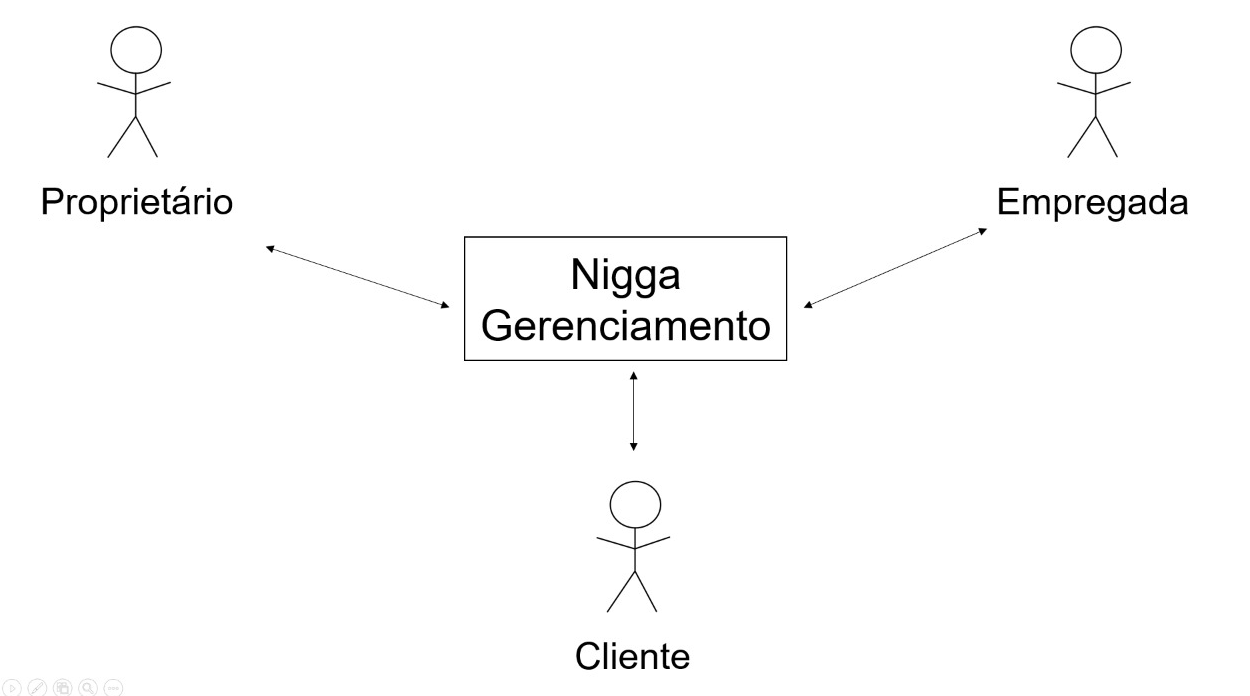 Proprietário
Empregada
Nigga
Gerenciamento
Cliente